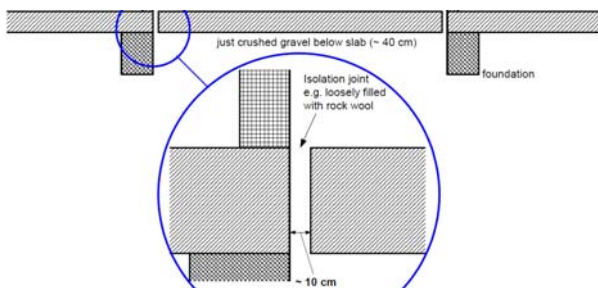 just crushed gravel below slab (~ 40 cm)
foundation
Isolation joint
e.g. loosely filled
with rock wool
~ 10 cm